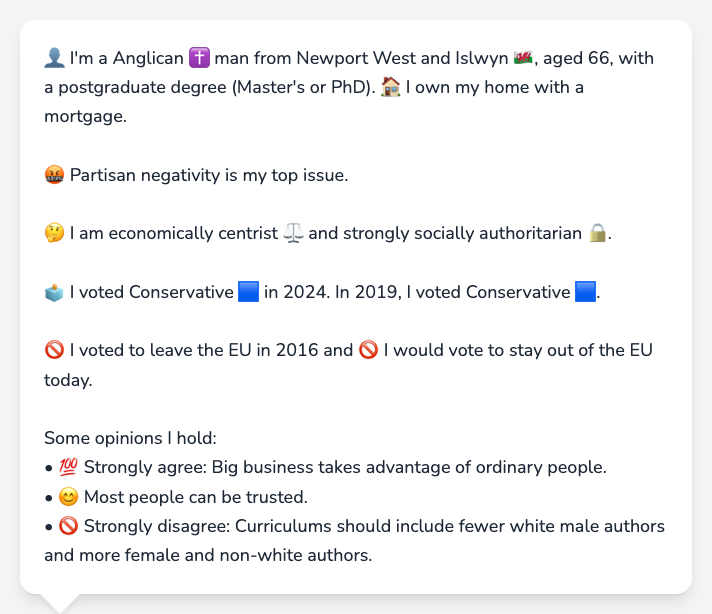 👤 I'm a Anglican ✝️ man from Newport West and Islwyn 🏴󠁧󠁢󠁷󠁬󠁳󠁿, aged 66, with
a postgraduate degree (Master's or PhD). 🏠 I own my home with a
mortgage.
🤬 Partisan negativity is my top issue.
🤔 I am economically centrist ⚖️ and strongly socially authoritarian 🔒.
🗳️ I voted Conservative 🟦 in 2024. In 2019, I voted Conservative 🟦.
🚫 I voted to leave the EU in 2016 and 🚫 I would vote to stay out of the EU
today.
Some opinions I hold:
• 💯 Strongly agree: Big business takes advantage of ordinary people.
• 😊 Most people can be trusted.
• 🚫 Strongly disagree: Curriculums should include fewer white male authors
and more female and non-white authors.